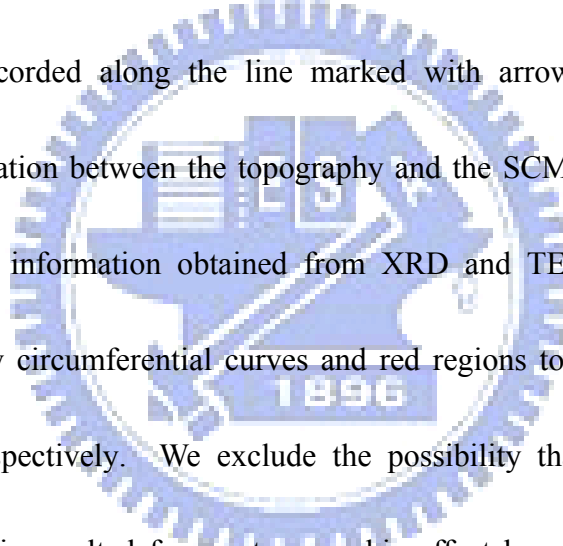 corded along the line marked with arrow
ation between the topography and the SCM
information obtained from XRD and TE
circumferential curves and red regions to
pectively. We exclude the possibility th
1896